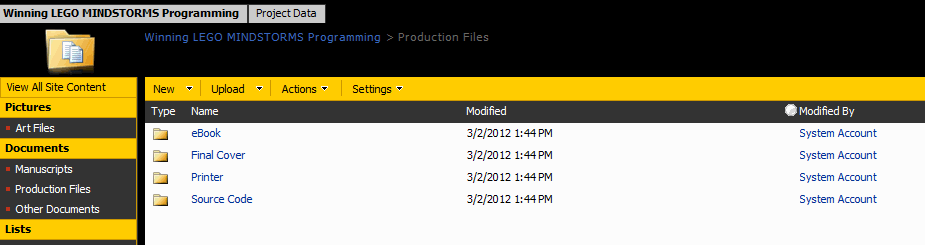 Winning LEGO MINDSTORMS Programming Project Data
Winning LEGO MINDSTORMS Programming > Production Files
View All Site Content
Pictures
Art Files
Documents
Manuscripts
Production Files
Other Documents
Lists
New Upload Actions Settings
Type Name Modified Modified By
eBook 3/2/2012 1:44 PM System Account
Final Cover 3/2/2012 1:44 PM System Account
Printer 3/2/2012 1:44 PM System Account
Source Code 3/2/2012 1:44 PM System Account